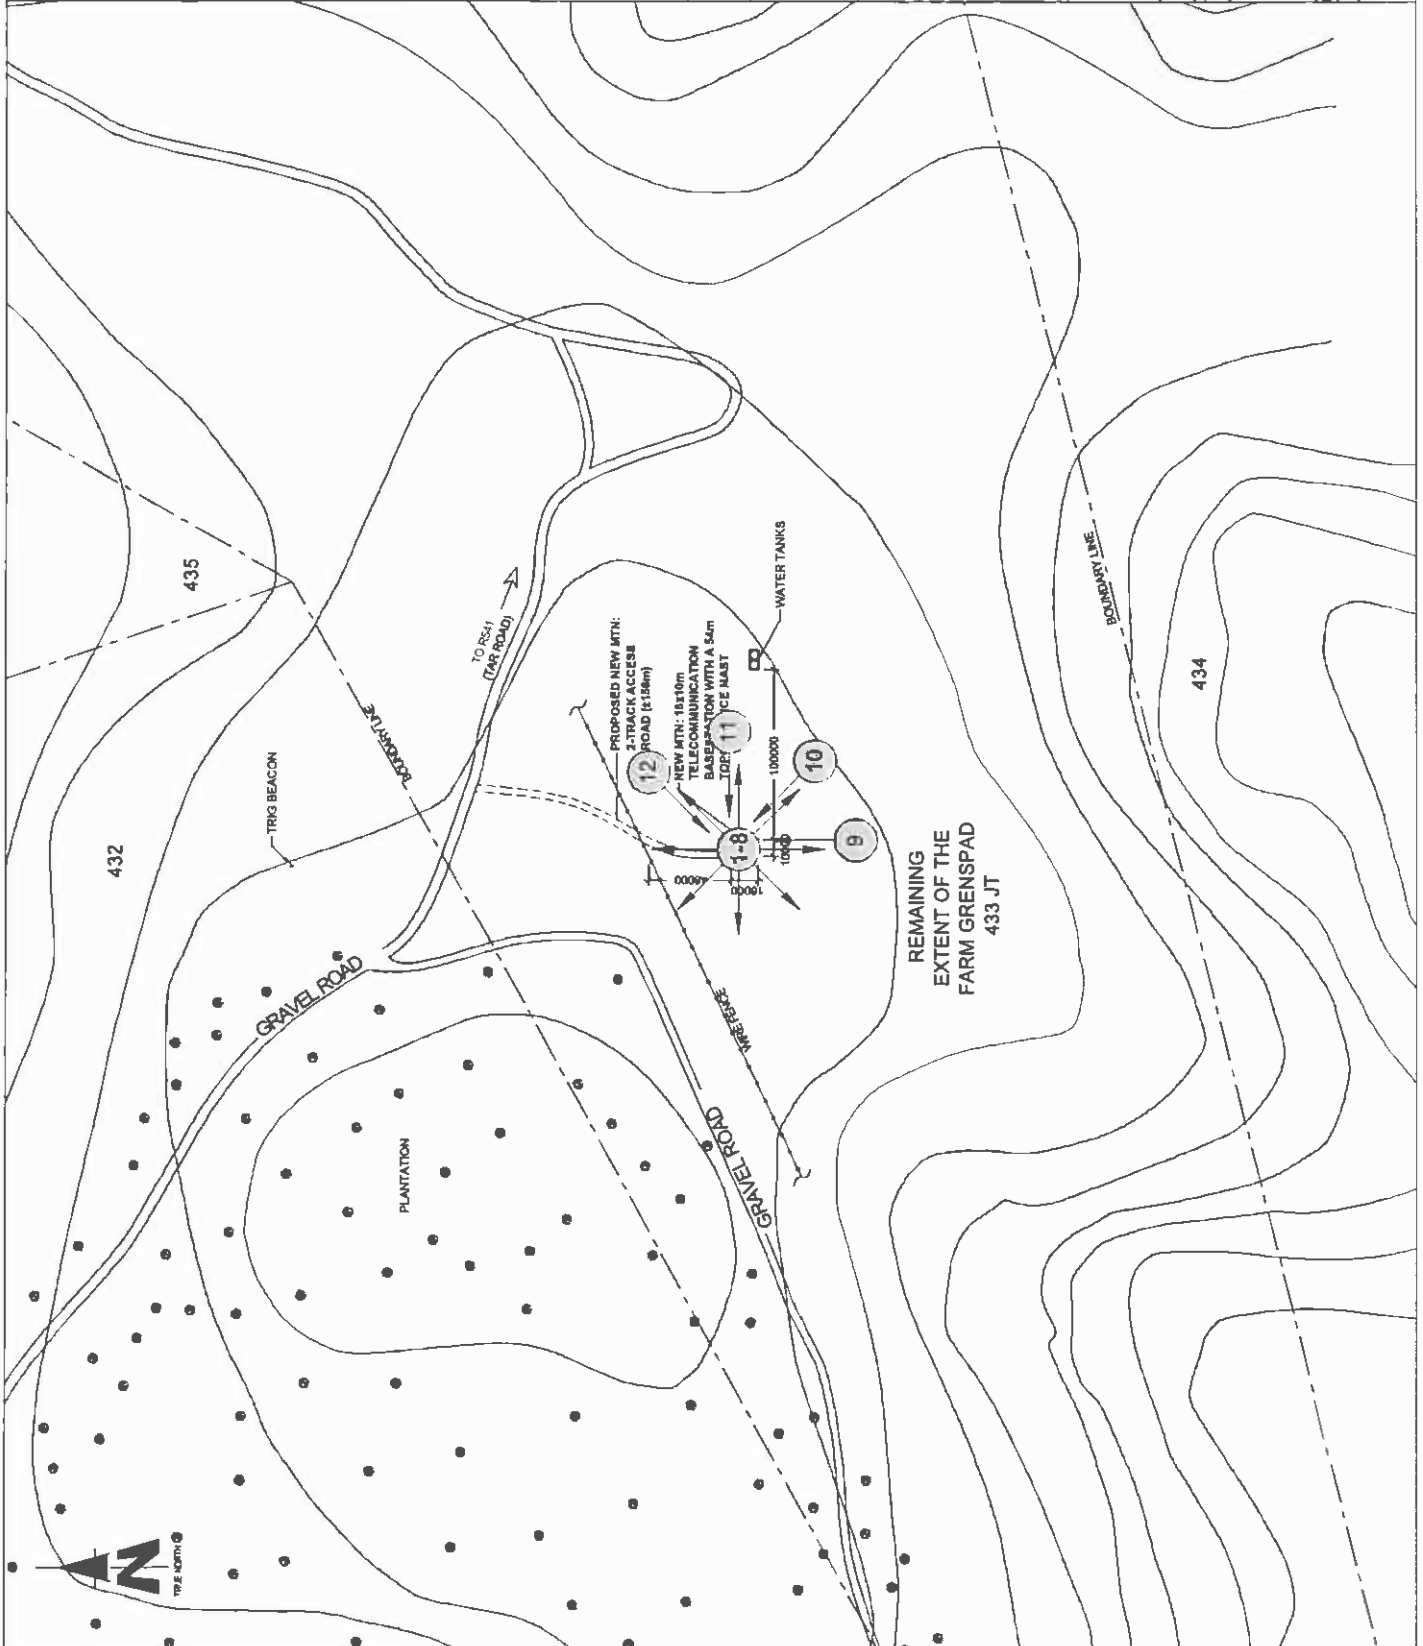 435
432
TRIG BEACON
BOUNDARY LINE
TO R541
(TAR ROAD)
PROPOSED NEW MTN:
2-TRACK ACCESS
ROAD (±156m)
NEW MTN: 15x10m
TELECOMMUNICATION
BASESTATION WITH A 54m
MAST
WATER TANKS
12
11
10
9
1-8
100000
10000
REMAINING
EXTENT OF THE
FARM GRENSPAD
433 JT
BOUNDARY LINE
434
GRAVEL ROAD
WIRE FENCE
GRAVEL ROAD
PLANTATION
N
TRUE NORTH